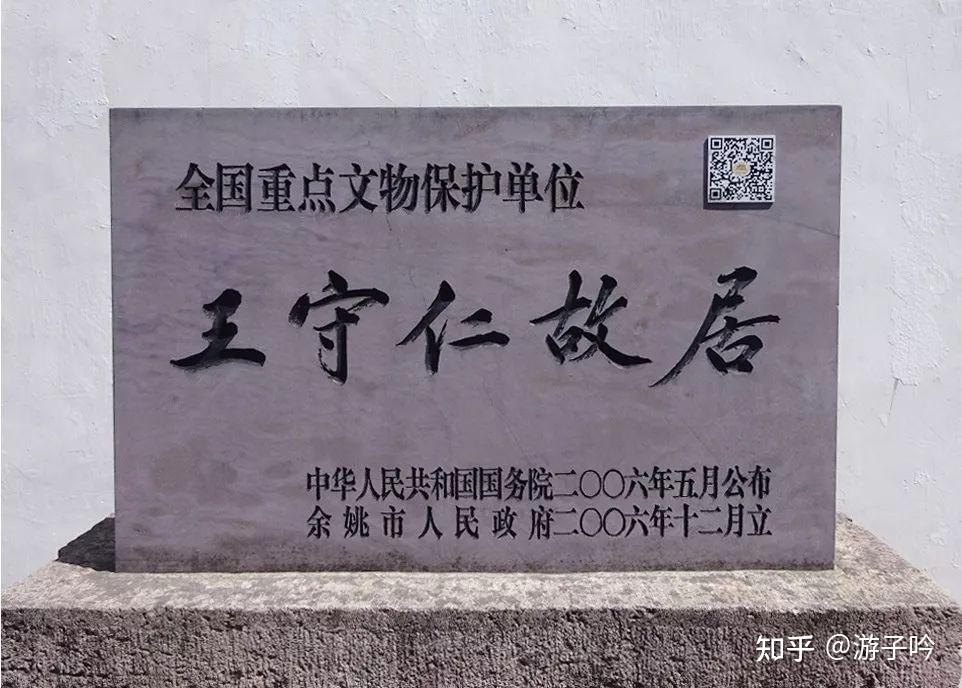 全国重点文物保护单位
王守仁故居
中华人民共和国国务院二〇〇六年五月公布
余姚市人民政府二〇〇六年十二月立
知乎 @游子吟